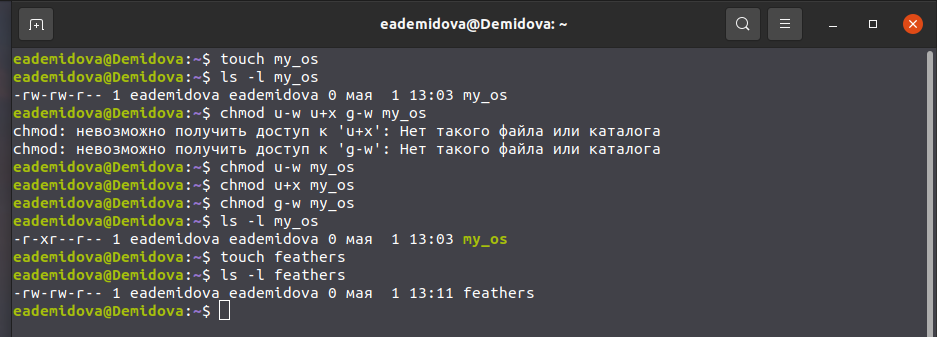 eademidova@Demidova: ~
eademidova@Demidova:~$ touch my_os
eademidova@Demidova:~$ ls -l my_os
-rw-rw-r-- 1 eademidova eademidova 0 мая  1 13:03 my_os
eademidova@Demidova:~$ chmod u-w u+x g-w my_os
chmod: невозможно получить доступ к 'u+x': Нет такого файла или каталога
chmod: невозможно получить доступ к 'g-w': Нет такого файла или каталога
eademidova@Demidova:~$ chmod u-w my_os
eademidova@Demidova:~$ chmod u+x my_os
eademidova@Demidova:~$ chmod g-w my_os
eademidova@Demidova:~$ ls -l my_os
-r-xr--r-- 1 eademidova eademidova 0 мая  1 13:03 my_os
eademidova@Demidova:~$ touch feathers
eademidova@Demidova:~$ ls -l feathers
-rw-rw-r-- 1 eademidova eademidova 0 мая  1 13:11 feathers
eademidova@Demidova:~$